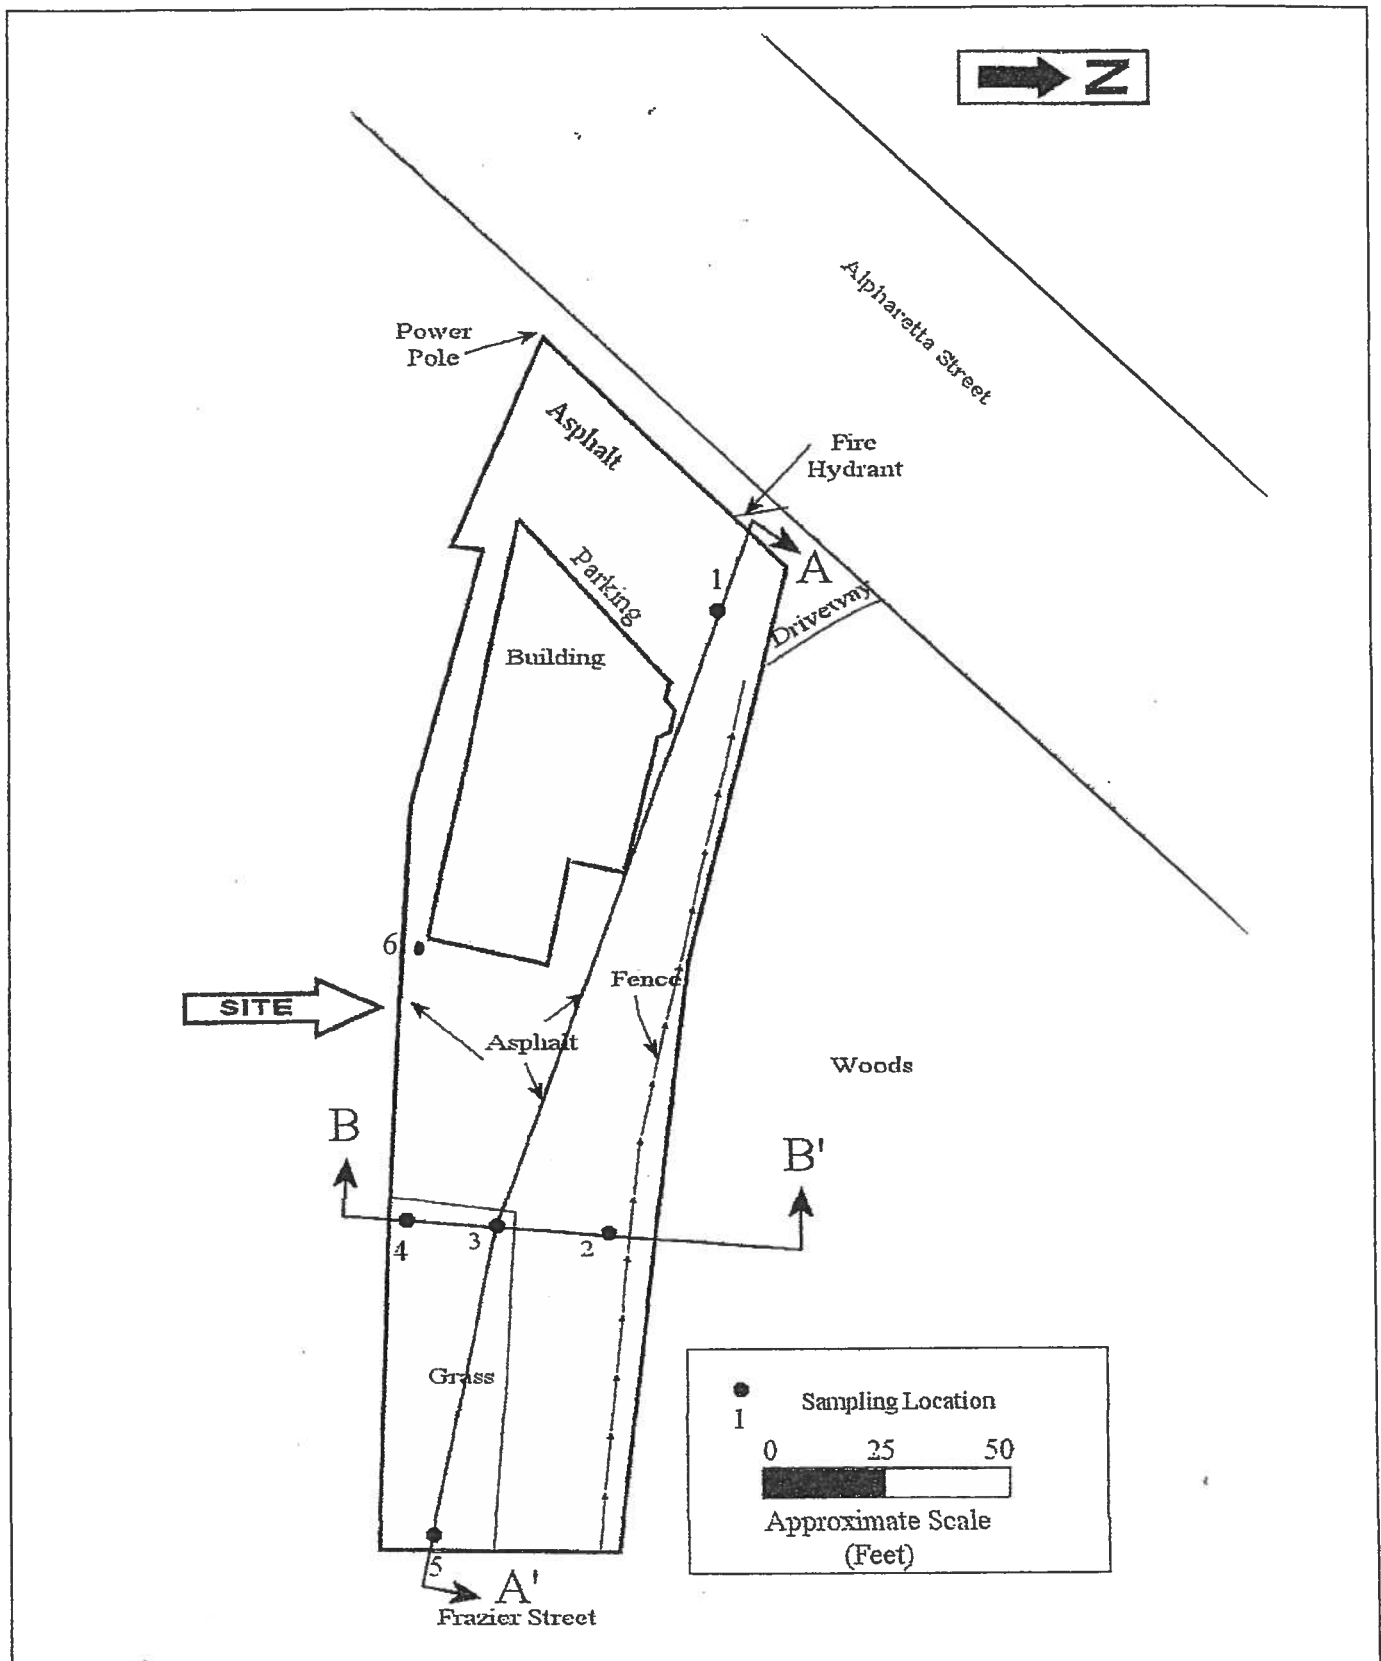 N
Alpharetta Street
Power
Pole
Asphalt
Fire
Hydrant
A
1
Parking
Driveway
Building
6
Fence
SITE
Asphalt
Woods
B
B'
4
3
2
Grass
1
Sampling Location
0 25 50
Approximate Scale
(Feet)
5
A'
Frazier Street